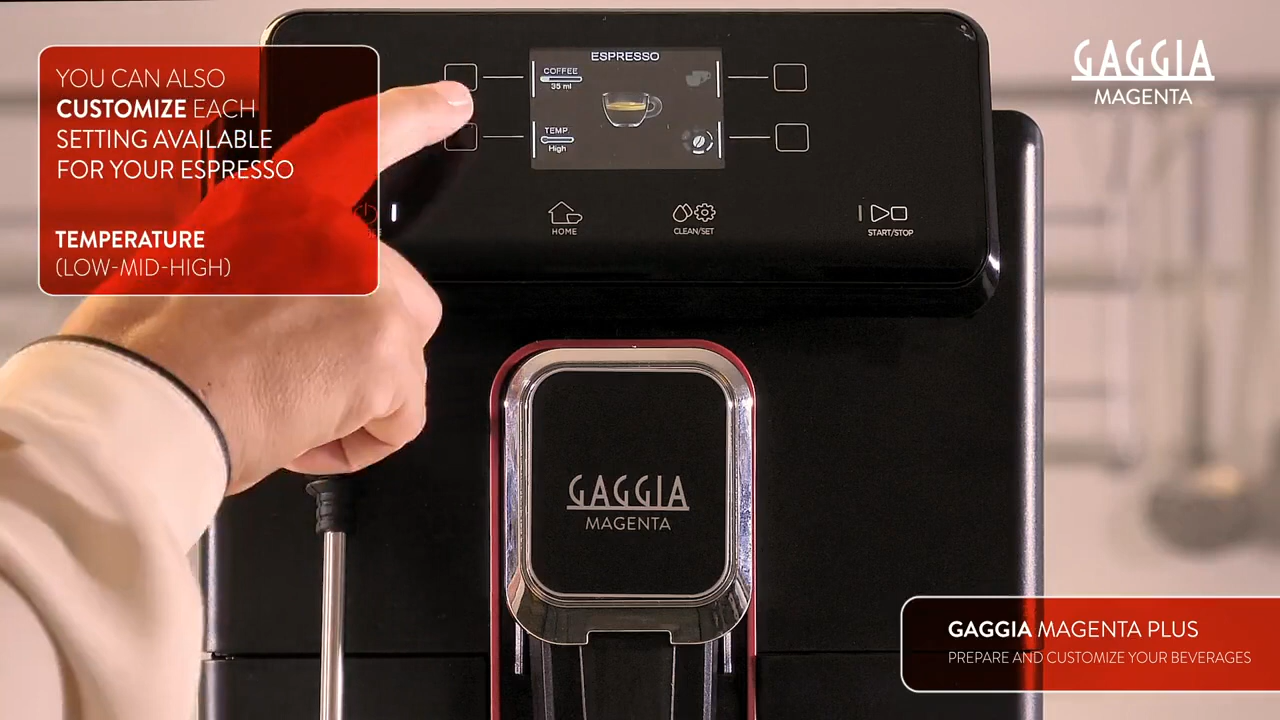 YOU CAN ALSO
CUSTOMIZE EACH
SETTING AVAILABLE
FOR YOUR ESPRESSO
TEMPERATURE
(LOW-MID-HIGH)
ESPRESSO
COFFEE
35 ml
TEMP.
High
HOME
CLEAN/SET
START/STOP
GAGGIA
MAGENTA
GAGGIA
MAGENTA
GAGGIA MAGENTA PLUS
PREPARE AND CUSTOMIZE YOUR BEVERAGES